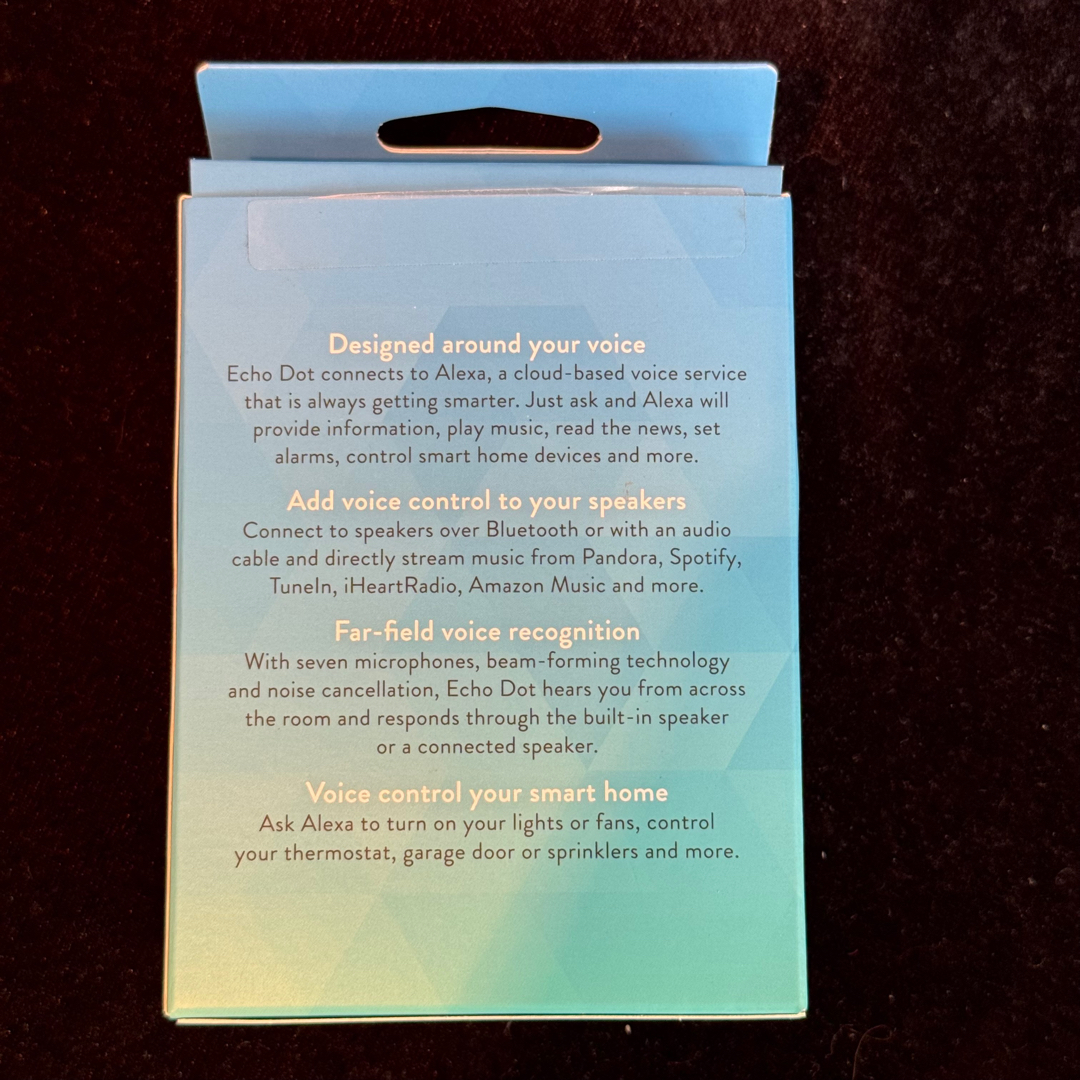 Designed around your voice
Echo Dot connects to Alexa, a cloud-based voice service
that is always getting smarter. Just ask and Alexa will
provide information, play music, read the news, set
alarms, control smart home devices and more.
Add voice control to your speakers
Connect to speakers over Bluetooth or with an audio
cable and directly stream music from Pandora, Spotify,
TuneIn, iHeartRadio, Amazon Music and more.
Far-field voice recognition
With seven microphones, beam-forming technology
and noise cancellation, Echo Dot hears you from across
the room and responds through the built-in speaker
or a connected speaker.
Voice control your smart home
Ask Alexa to turn on your lights or fans, control
your thermostat, garage door or sprinklers and more.